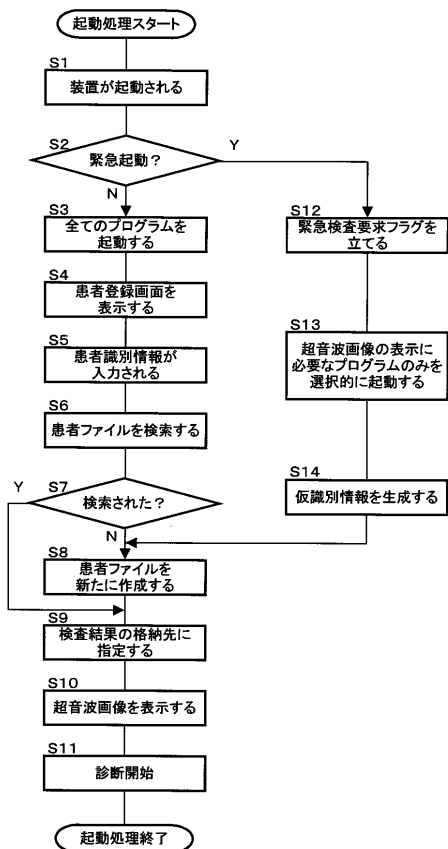 起動処理スタート
S1
装置が起動される
S2
緊急起動？
Y
N
S3
全てのプログラムを
起動する
S4
患者登録画面を
表示する
S5
患者識別情報が
入力される
S6
患者ファイルを検索する
S7
検索された？
Y
N
S8
患者ファイルを
新たに作成する
S9
検査結果の格納先に
指定する
S10
超音波画像を表示する
S11
診断開始
起動処理終了
S12
緊急検査要求フラグを
立てる
S13
超音波画像の表示に
必要なプログラムのみを
選択的に起動する
S14
仮識別情報を生成する